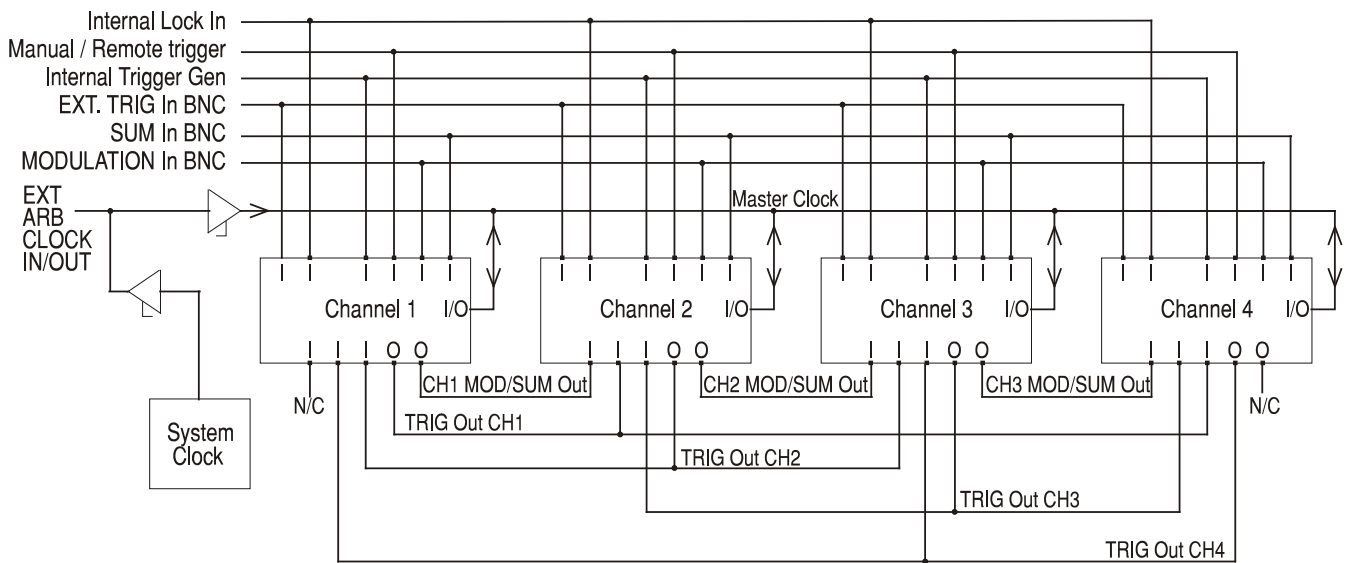 Internal Lock In
Manual / Remote trigger
Internal Trigger Gen
EXT. TRIG In BNC
SUM In BNC
MODULATION In BNC
EXT
ARB
CLOCK
IN/OUT
Master Clock
I I I I I I
I I I I I I
I I I I I I
I I I I I I
Channel 1 I/O
Channel 2 I/O
Channel 3 I/O
Channel 4 I/O
I I I O O
I I I O O
I I I O O
I I I O O
CH1 MOD/SUM Out
CH2 MOD/SUM Out
CH3 MOD/SUM Out
N/C
N/C
TRIG Out CH1
System
Clock
TRIG Out CH2
TRIG Out CH3
TRIG Out CH4